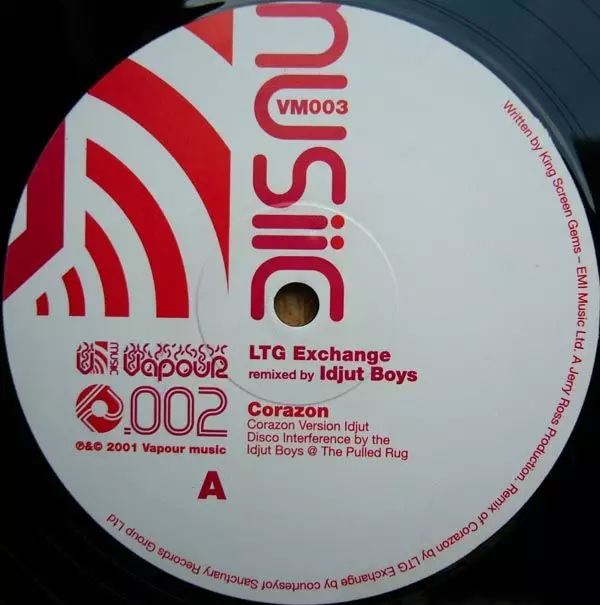 music
VM003
music
vapour
.002
℗&© 2001 Vapour music
A
LTG Exchange
remixed by Idjut Boys
Corazon
Corazon Version Idjut
Disco Interference by the
Idjut Boys @ The Pulled Rug
Written by King Screen Gems – EMI Music Ltd. A Jerry Ross Production. Remix of Corazon by LTG Exchange by courtesyof Sanctuary Records Group Ltd